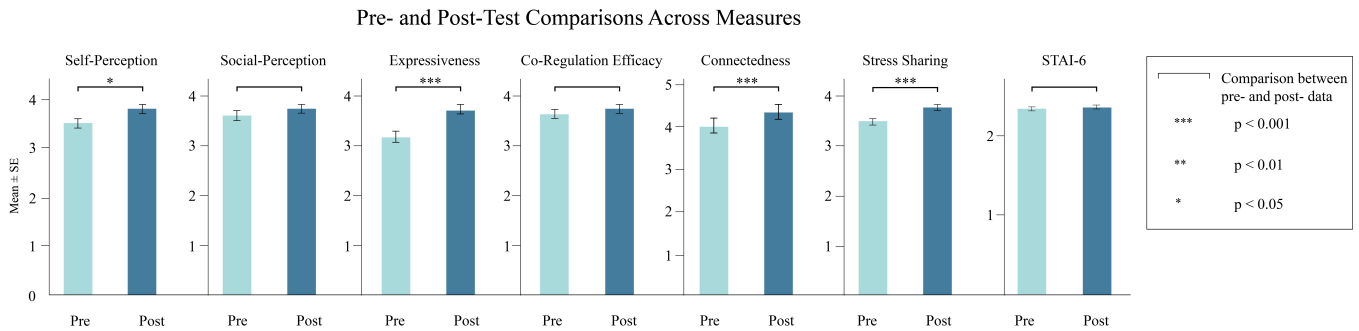 Pre- and Post-Test Comparisons Across Measures
Self-Perception
Social-Perception
Expressiveness
Co-Regulation Efficacy
Connectedness
Stress Sharing
STAI-6
*
***
***
***
Mean ± SE
4
3
2
1
0
4
3
2
1
4
3
2
1
4
3
2
1
5
4
3
2
1
4
3
2
1
2
1
Pre Post
Pre Post
Pre Post
Pre Post
Pre Post
Pre Post
Pre Post
Comparison between
pre- and post- data
*** p < 0.001
** p < 0.01
* p < 0.05